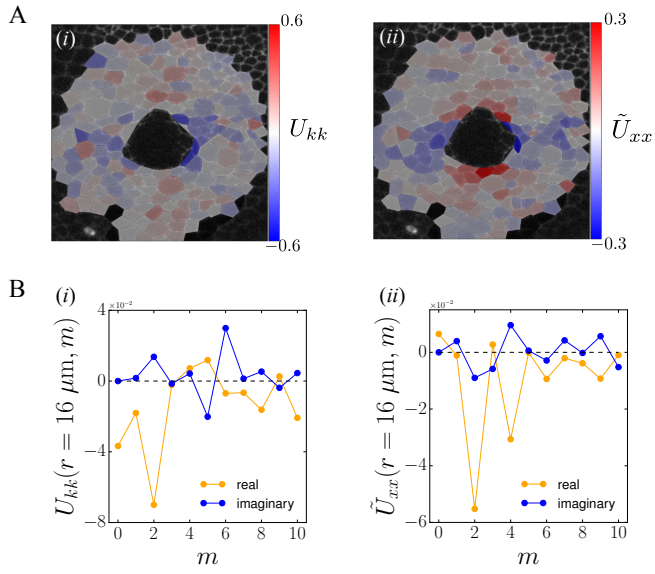 A
(i)
0.6
U_{kk}
−0.6
(ii)
0.3
\tilde{U}_{xx}
−0.3
B
(i)
×10⁻²
4
0
−4
−8
U_{kk}(r = 16 μm, m)
real
imaginary
0 2 4 6 8 10
m
(ii)
×10⁻²
0
−2
−4
−6
\tilde{U}_{xx}(r = 16 μm, m)
real
imaginary
0 2 4 6 8 10
m